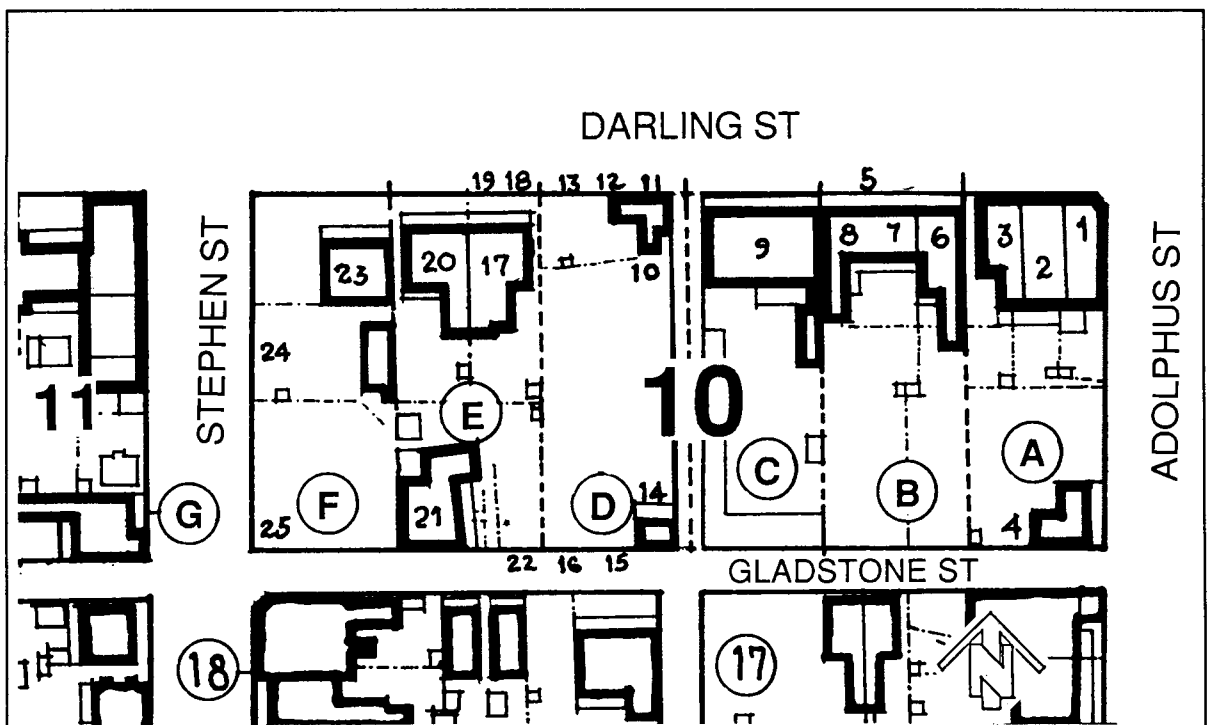 DARLING ST
19 18 13 12 11 5
STEPHEN ST
ADOLPHUS ST
23 20 17 10 9 8 7 6 3 2 1
24
11 10
E
F D C B A
G
25 21 14 4
22 16 15
GLADSTONE ST
18 17
N